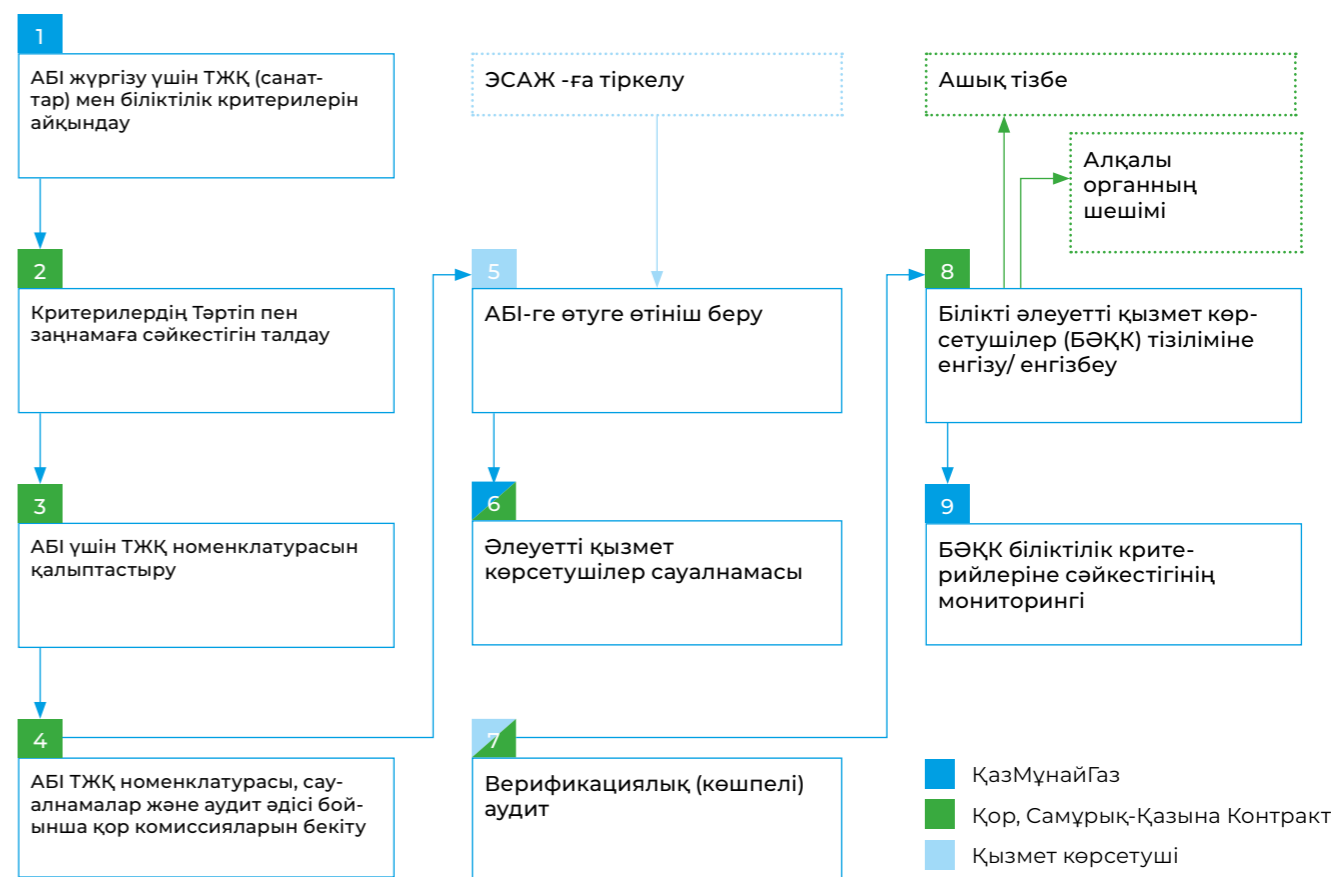 1
АБІ жүргізу үшін ТЖҚ (санат-
тар) мен біліктілік критерилерін
айқындау
2
Критерилердің Тәртіп пен
заңнамаға сәйкестігін талдау
3
АБІ үшін ТЖҚ номенклатурасын
қалыптастыру
4
АБІ ТЖҚ номенклатурасы, сау-
алнамалар және аудит әдісі бой-
ынша қор комиссияларын бекіту
ЭСАЖ -ға тіркелу
5
АБІ-ге өтуге өтініш беру
6
Әлеуетті қызмет
көрсетушілер сауалнамасы
7
Верификациялық (көшпелі)
аудит
Ашық тізбе
Алқалы
органның
шешімі
8
Білікті әлеуетті қызмет көр-
сетушілер (БӘҚК) тізіліміне
енгізу/ енгізбеу
9
БӘҚК біліктілік крите-
рийлеріне сәйкестігінің
мониторингі
ҚазМұнайГаз
Қор, Самұрық-Қазына Контракт
Қызмет көрсетуші